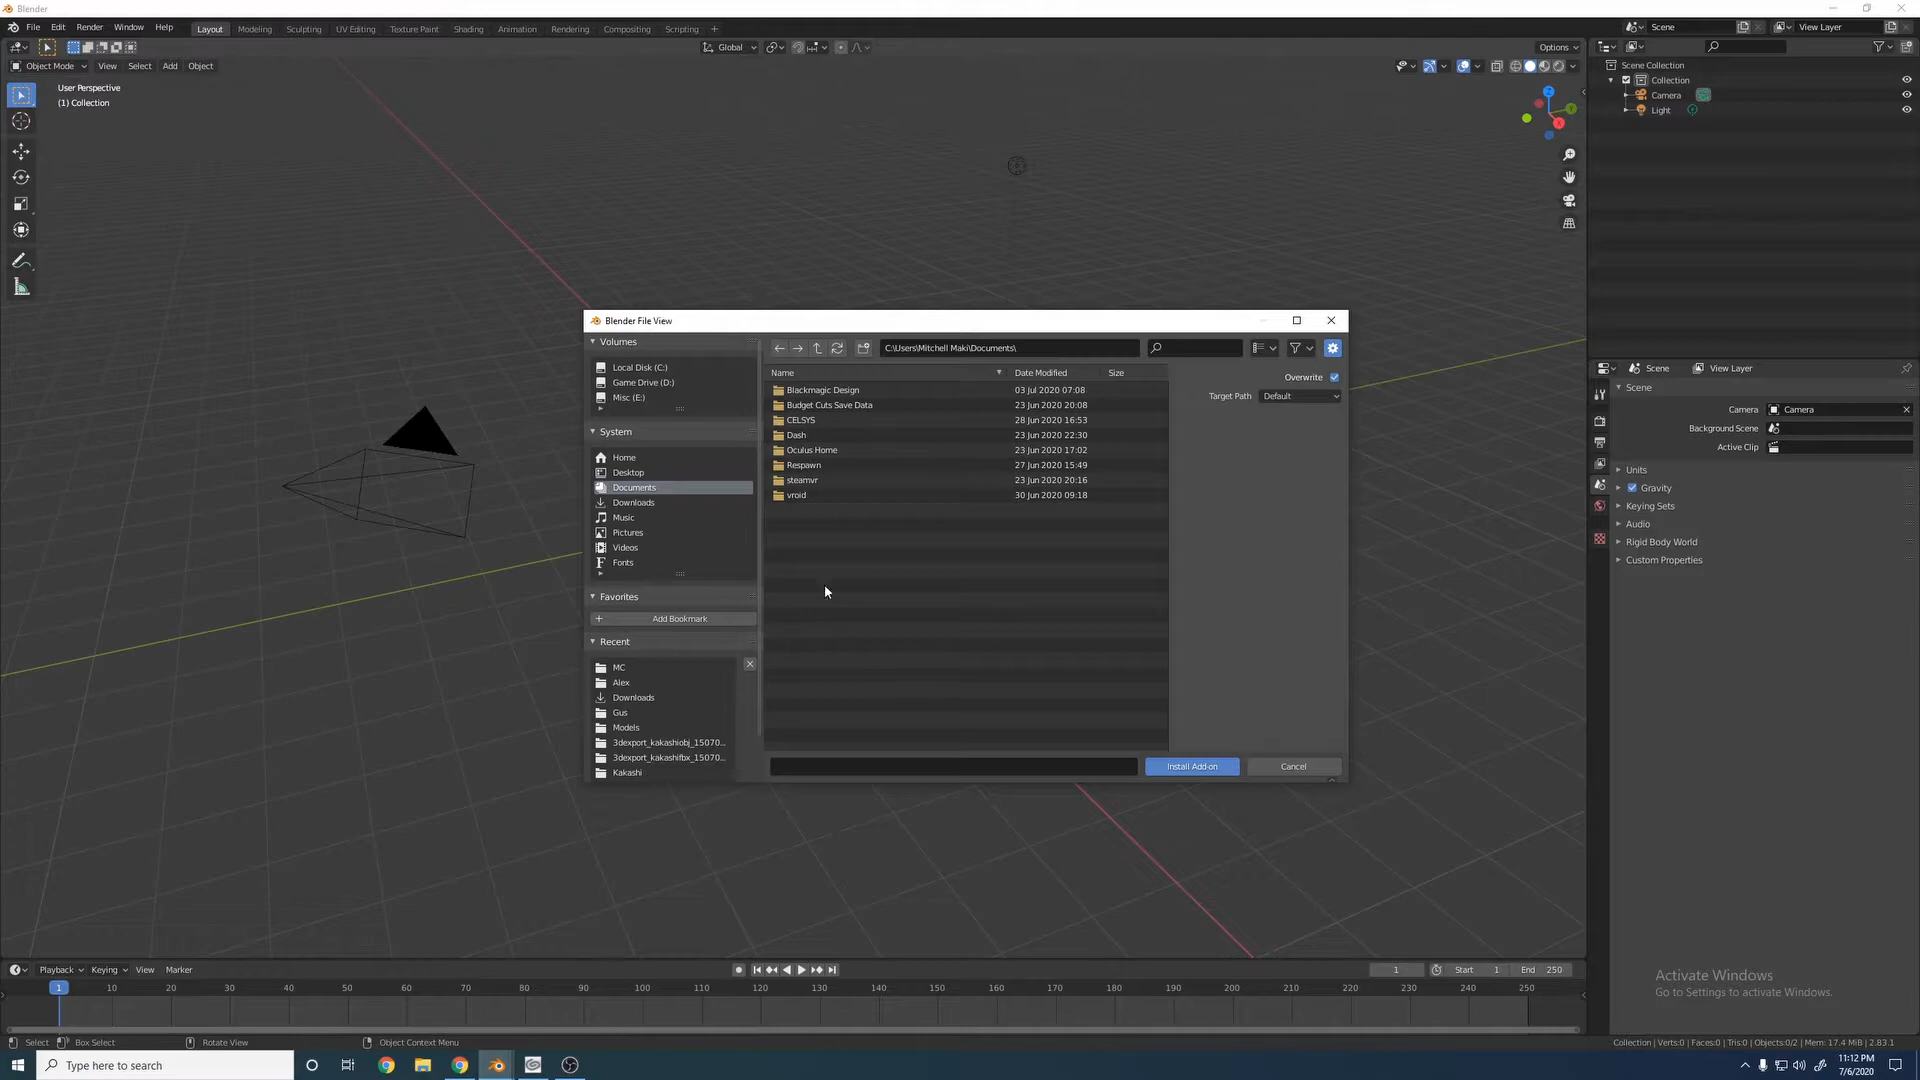 Blender
File Edit Render Window Help
Layout Modeling Sculpting UV Editing Texture Paint Shading Animation Rendering Compositing Scripting +
Scene
View Layer
Global
Options
Object Mode View Select Add Object
User Perspective
(1) Collection
Z
Y
X
Scene Collection
Collection
Camera
Light
Blender File View
Volumes
Local Disk (C:)
Game Drive (D:)
Misc (E:)
System
Home
Desktop
Documents
Downloads
Music
Pictures
Videos
Fonts
Favorites
Add Bookmark
Recent
MC
Alex
Downloads
Gus
Models
3dexport_kakashiobj_15070...
3dexport_kakashifbx_15070...
Kakashi
C:\Users\Mitchell Maki\Documents\
Name Date Modified Size
Blackmagic Design 03 Jul 2020 07:08
Budget Cuts Save Data 23 Jun 2020 20:08
CELSYS 28 Jun 2020 16:53
Dash 23 Jun 2020 22:30
Oculus Home 23 Jun 2020 17:02
Respawn 27 Jun 2020 15:49
steamvr 23 Jun 2020 20:16
vroid 30 Jun 2020 09:18
Overwrite
Target Path Default
Install Add-on Cancel
Scene View Layer
Scene
Camera Camera
Background Scene
Active Clip
Units
Gravity
Keying Sets
Audio
Rigid Body World
Custom Properties
Activate Windows
Go to Settings to activate Windows.
Playback Keying View Marker
1 Start 1 End 250
1 10 20 30 40 50 60 70 80 90 100 110 120 130 140 150 160 170 180 190 200 210 220 230 240 250
Select Box Select Rotate View Object Context Menu
Collection | Verts:0 | Faces:0 | Tris:0 | Objects:0/2 | Mem: 17.4 MiB | 2.83.1
Type here to search
11:12 PM
7/6/2020